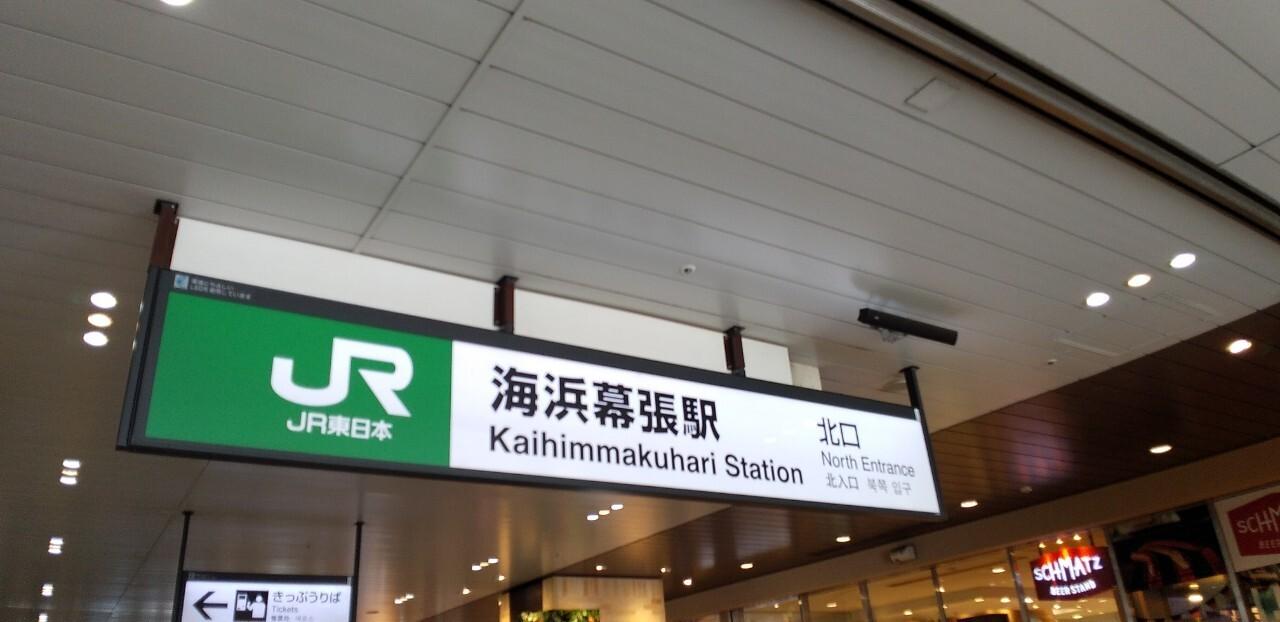 JR
JR東日本
海浜幕張駅
Kaihimmakuhari Station
北口
North Entrance
北入口 북쪽 입구
きっぷうりば
Tickets
SCHMATZ
BEER STAND